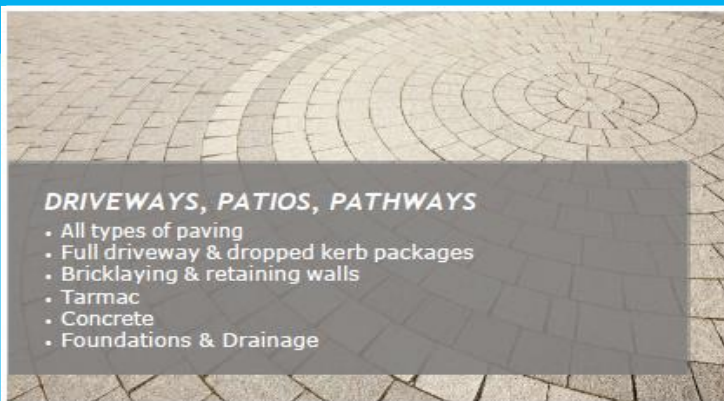 DRIVEWAYS, PATIOS, PATHWAYS
• All types of paving
• Full driveway & dropped kerb packages
• Bricklaying & retaining walls
• Tarmac
• Concrete
• Foundations & Drainage